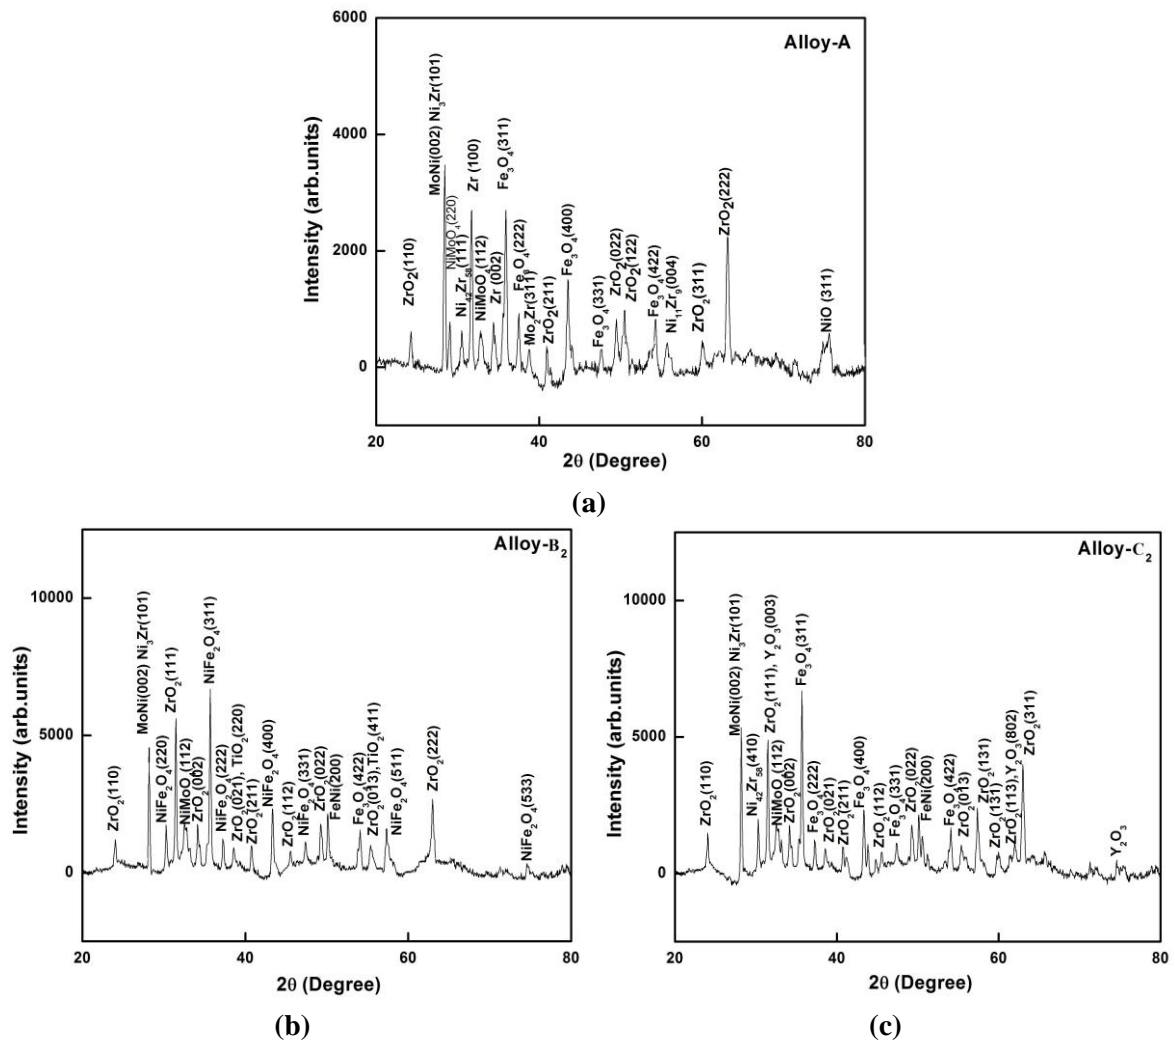 6000
Alloy-A
4000
2000
0
Intensity (arb.units)
ZrO2(110)
MoNi(002) Ni3Zr(101)
NiMoO4(220)
Ni42Zr58(111)
Zr (100)
NiMoO4(112)
Zr (002)
Fe3O4(311)
Fe3O4(222)
Mo2Zr(311)
ZrO2(211)
Fe3O4(400)
Fe3O4(331)
ZrO2(022)
ZrO2(122)
Fe3O4(422)
Ni11Zr9(004)
ZrO2(311)
ZrO2(222)
NiO (311)
20 40 60 80
2θ (Degree)
(a)
Alloy-B2
10000
5000
0
Intensity (arb.units)
ZrO2(110)
MoNi(002) Ni3Zr(101)
NiFe2O4(220)
ZrO2(111)
NiMoO4(112)
ZrO2(002)
NiFe2O4(311)
NiFe2O4(222)
ZrO2(021), TiO2(220)
ZrO2(211)
NiFe2O4(400)
ZrO2(112)
NiFe2O4(331)
ZrO2(022)
FeNi(200)
Fe3O4(422)
ZrO2(013),TiO2(411)
NiFe2O4(511)
ZrO2(222)
NiFe2O4(533)
20 40 60 80
2θ (Degree)
(b)
Alloy-C2
10000
5000
0
Intensity (arb.units)
ZrO2(110)
MoNi(002) Ni3Zr(101)
Ni42Zr58(410)
ZrO2(111), Y2O3(003)
NiMoO4(112)
ZrO2(002)
Fe3O4(311)
Fe3O4(222)
ZrO2(021)
ZrO2(211)
Fe3O4(400)
ZrO2(112)
Fe3O4(331)
ZrO2(022)
FeNi(200)
Fe3O4(422)
ZrO2(013)
ZrO2(131)
ZrO2(131)
ZrO2(113),Y2O3(802)
ZrO2(311)
Y2O3
20 40 60 80
2θ (Degree)
(c)